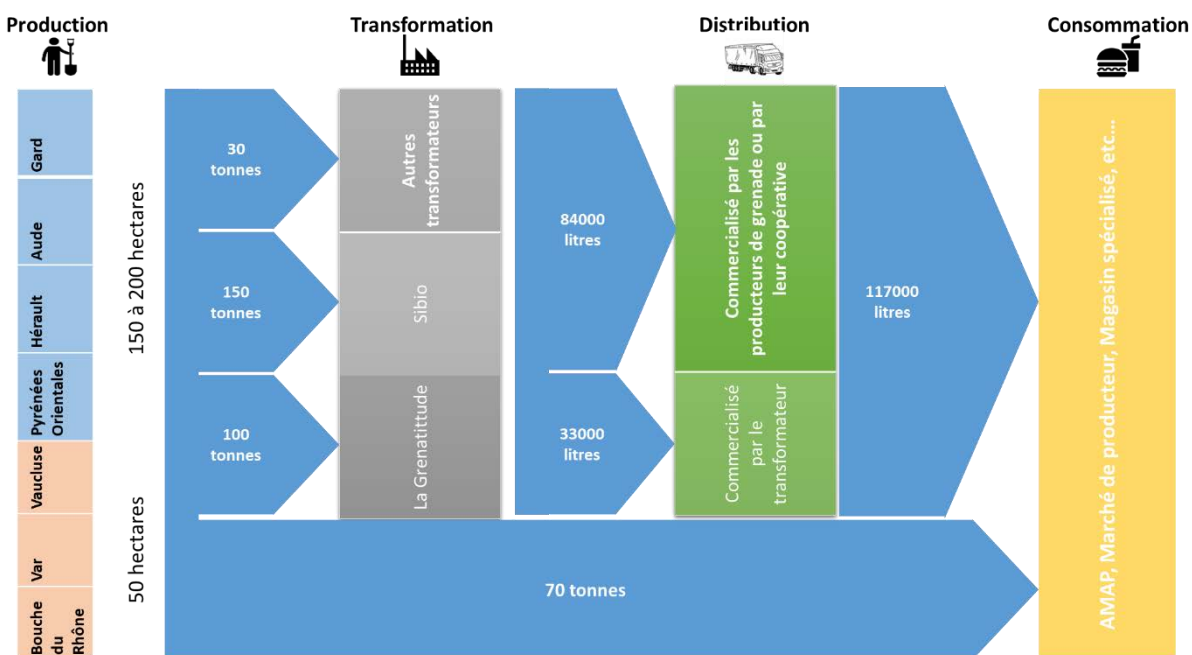 Production
Transformation
Distribution
Consommation
Gard
Aude
Hérault
Pyrénées
Orientales
Vaucluse
Var
Bouche
du
Rhône
150 à 200 hectares
50 hectares
30
tonnes
150
tonnes
100
tonnes
Autres
transformateurs
Sibio
La Grenatittude
84000
litres
33000
litres
Commercialisé par les
producteurs de grenade ou par
leur coopérative
Commercialisé
par le
transformateur
117000
litres
70 tonnes
AMAP, Marché de producteur, Magasin spécialisé, etc...